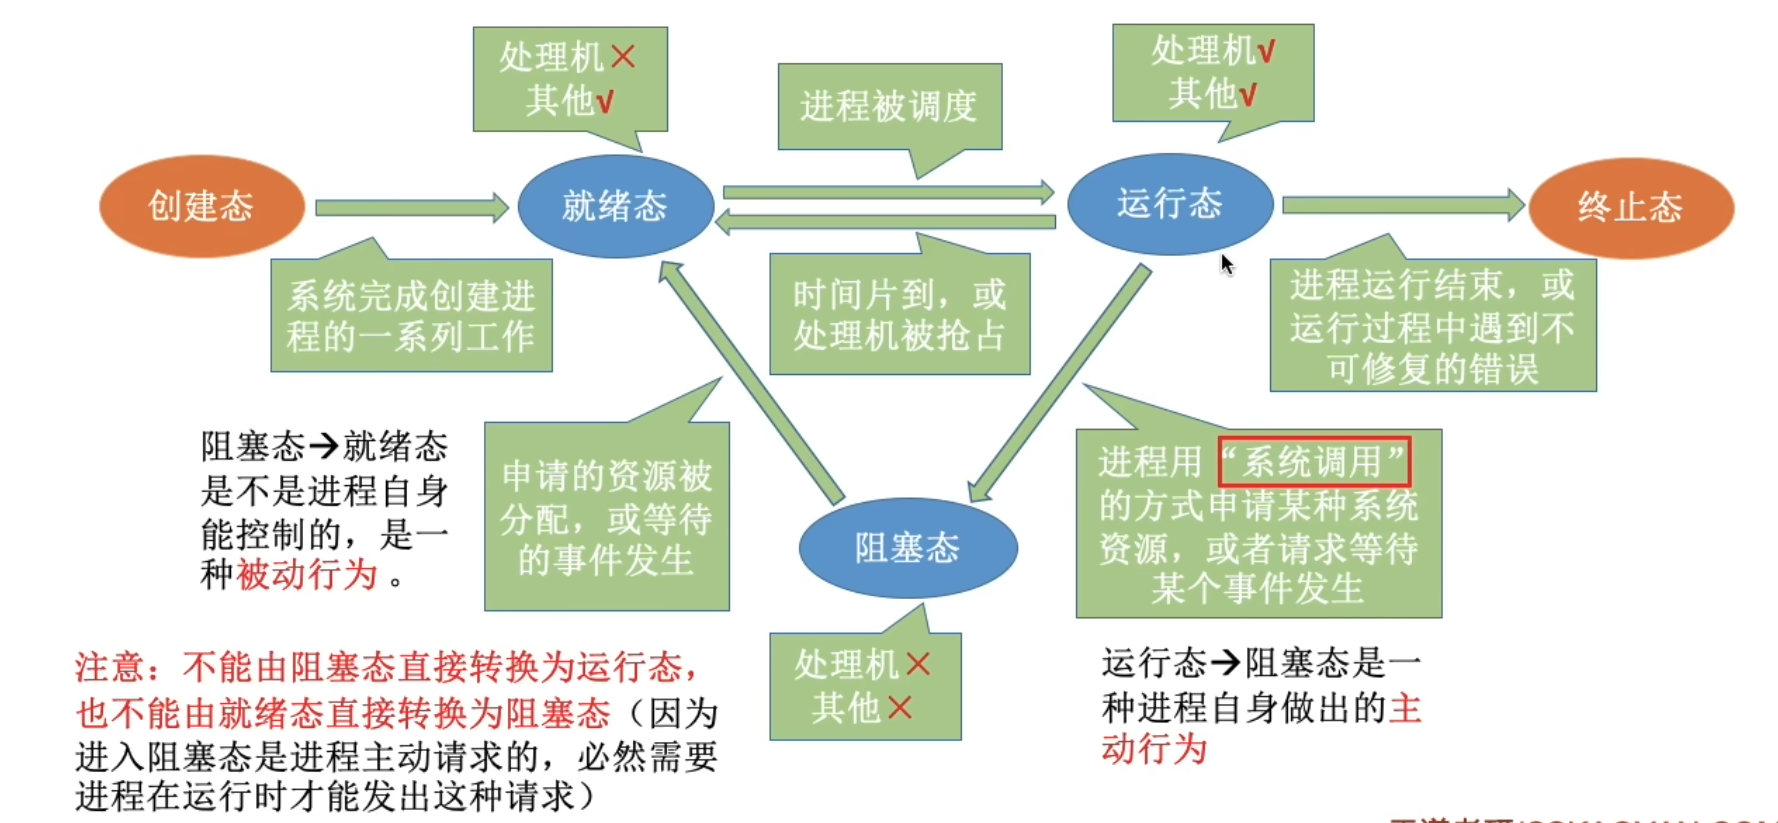 处理机×
其他√
处理机√
其他√
进程被调度
创建态
就绪态
运行态
终止态
系统完成创建进
程的一系列工作
时间片到，或
处理机被抢占
进程运行结束，或
运行过程中遇到不
可修复的错误
阻塞态→就绪态
是不是进程自身
能控制的，是一
种被动行为。
申请的资源被
分配，或等待
的事件发生
进程用“系统调用”
的方式申请某种系统
资源，或者请求等待
某个事件发生
阻塞态
处理机×
其他×
运行态→阻塞态是一
种进程自身做出的主
动行为
注意：不能由阻塞态直接转换为运行态，
也不能由就绪态直接转换为阻塞态（因为
进入阻塞态是进程主动请求的，必然需要
进程在运行时才能发出这种请求）